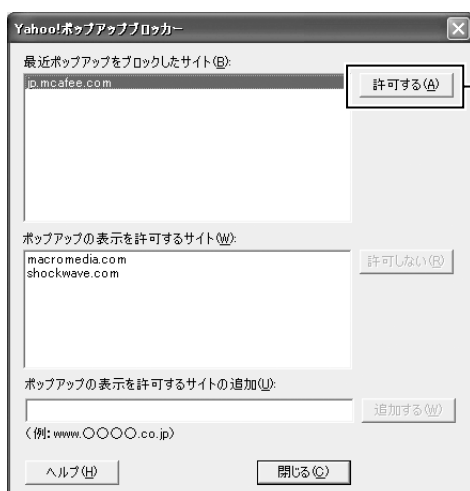 Yahoo!ポップアップブロッカー
最近ポップアップをブロックしたサイト(B):
jp.mcafee.com
許可する(A)
ポップアップの表示を許可するサイト(W):
macromedia.com
shockwave.com
許可しない(R)
ポップアップの表示を許可するサイトの追加(U):
追加する(W)
(例: www.〇〇〇〇.co.jp)
ヘルプ(H)
閉じる(C)